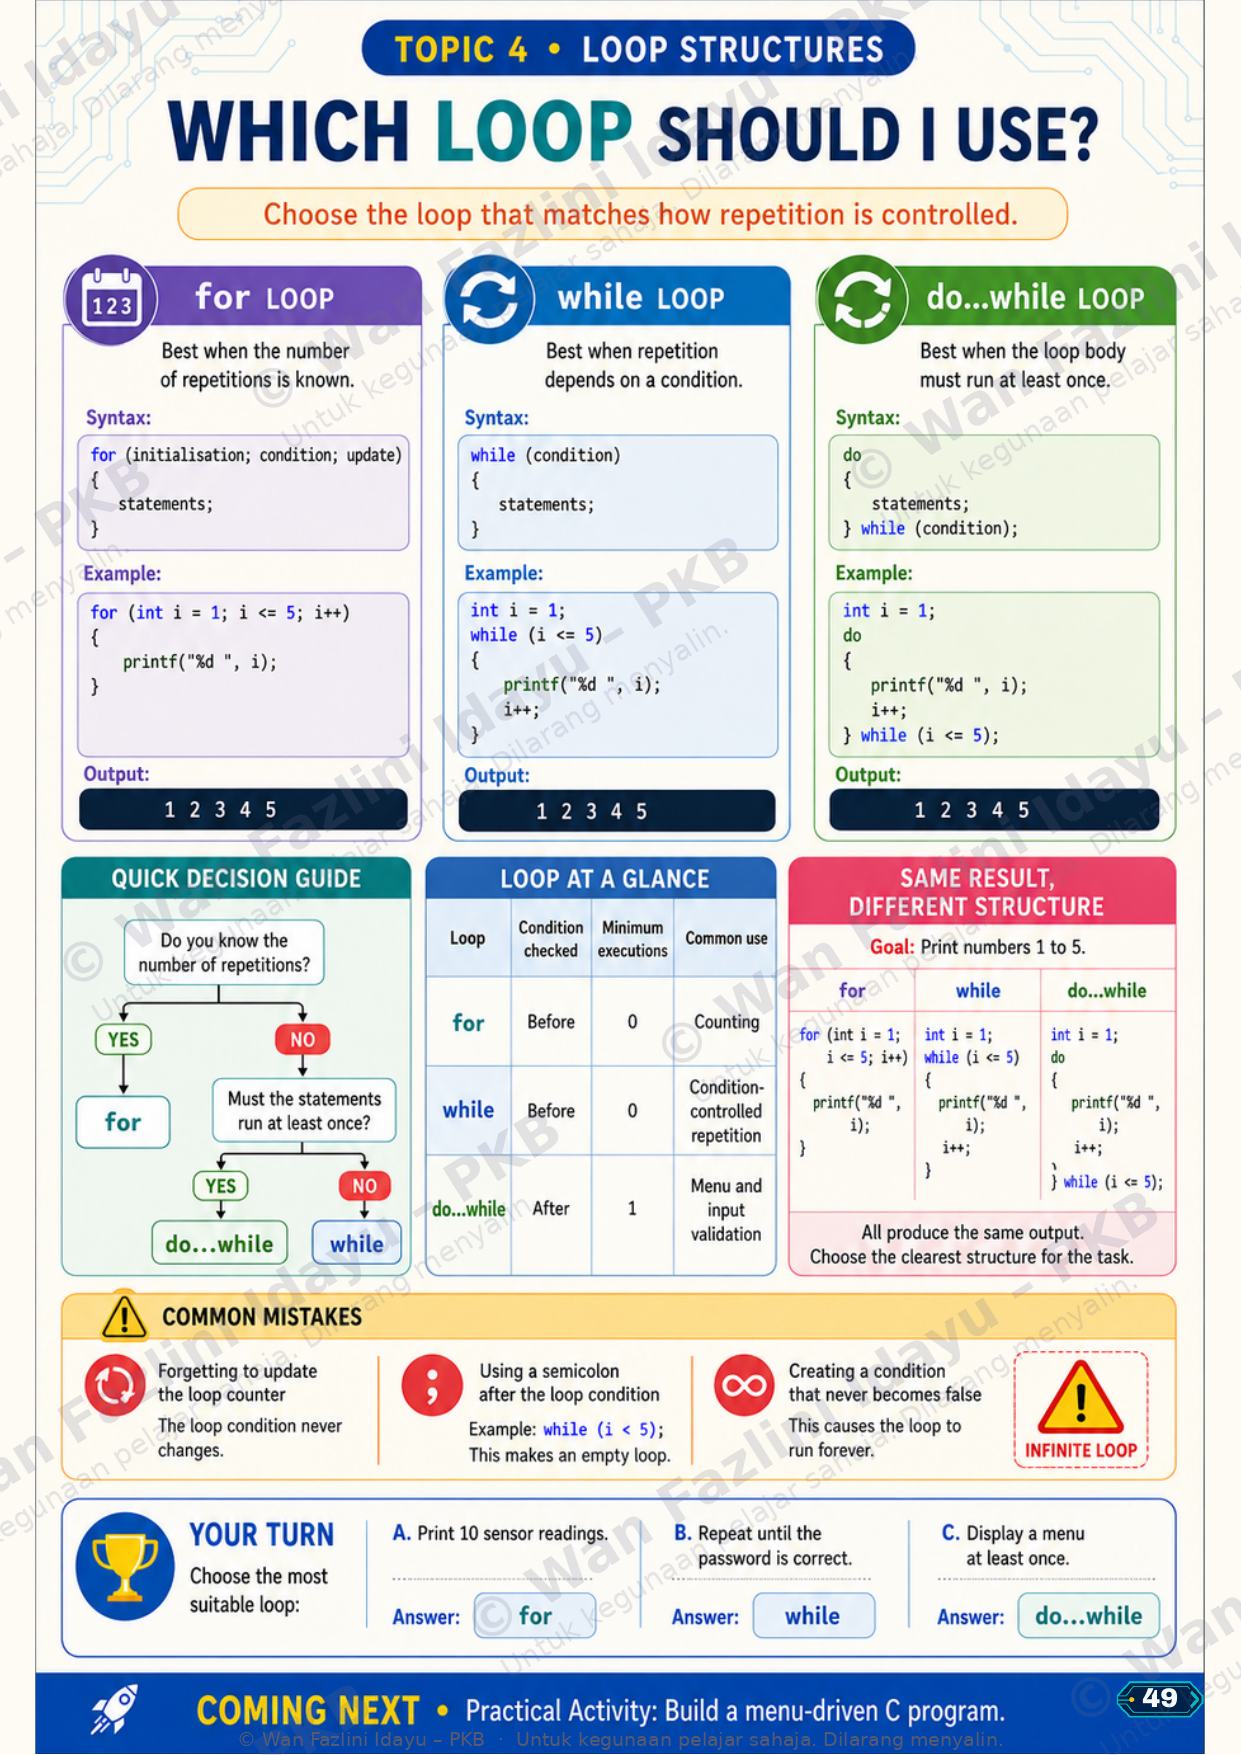 TOPIC 4 • LOOP STRUCTURES
WHICH LOOP SHOULD I USE?
Choose the loop that matches how repetition is controlled.
123
for LOOP
Best when the number
of repetitions is known.
Syntax:
for (initialisation; condition; update)
{
statements;
}
Example:
for (int i = 1; i <= 5; i++)
{
printf("%d ", i);
}
Output:
1 2 3 4 5
while LOOP
Best when repetition
depends on a condition.
Syntax:
while (condition)
{
statements;
}
Example:
int i = 1;
while (i <= 5)
{
printf("%d ", i);
i++;
}
Output:
1 2 3 4 5
do...while LOOP
Best when the loop body
must run at least once.
Syntax:
do
{
statements;
} while (condition);
Example:
int i = 1;
do
{
printf("%d ", i);
i++;
} while (i <= 5);
Output:
1 2 3 4 5
QUICK DECISION GUIDE
Do you know the
number of repetitions?
YES NO
for
Must the statements
run at least once?
YES NO
do...while while
LOOP AT A GLANCE
Loop Condition checked Minimum executions Common use
for Before 0 Counting
while Before 0 Condition-controlled repetition
do...while After 1 Menu and input validation
SAME RESULT,
DIFFERENT STRUCTURE
Goal: Print numbers 1 to 5.
for
for (int i = 1;
i <= 5; i++)
{
printf("%d ",
i);
}
while
int i = 1;
while (i <= 5)
{
printf("%d ",
i);
i++;
}
do...while
int i = 1;
do
{
printf("%d ",
i);
i++;
} while (i <= 5);
All produce the same output.
Choose the clearest structure for the task.
COMMON MISTAKES
Forgetting to update
the loop counter
The loop condition never
changes.
;
Using a semicolon
after the loop condition
Example: while (i < 5);
This makes an empty loop.
Creating a condition
that never becomes false
This causes the loop to
run forever.
INFINITE LOOP
YOUR TURN
Choose the most
suitable loop:
A. Print 10 sensor readings.
Answer: for
B. Repeat until the
password is correct.
Answer: while
C. Display a menu
at least once.
Answer: do...while
COMING NEXT • Practical Activity: Build a menu-driven C program.
49
© Wan Fazlini Idayu – PKB · Untuk kegunaan pelajar sahaja. Dilarang menyalin.
© Wan Fazlini Idayu – PKB
Untuk kegunaan pelajar sahaja. Dilarang menyalin.